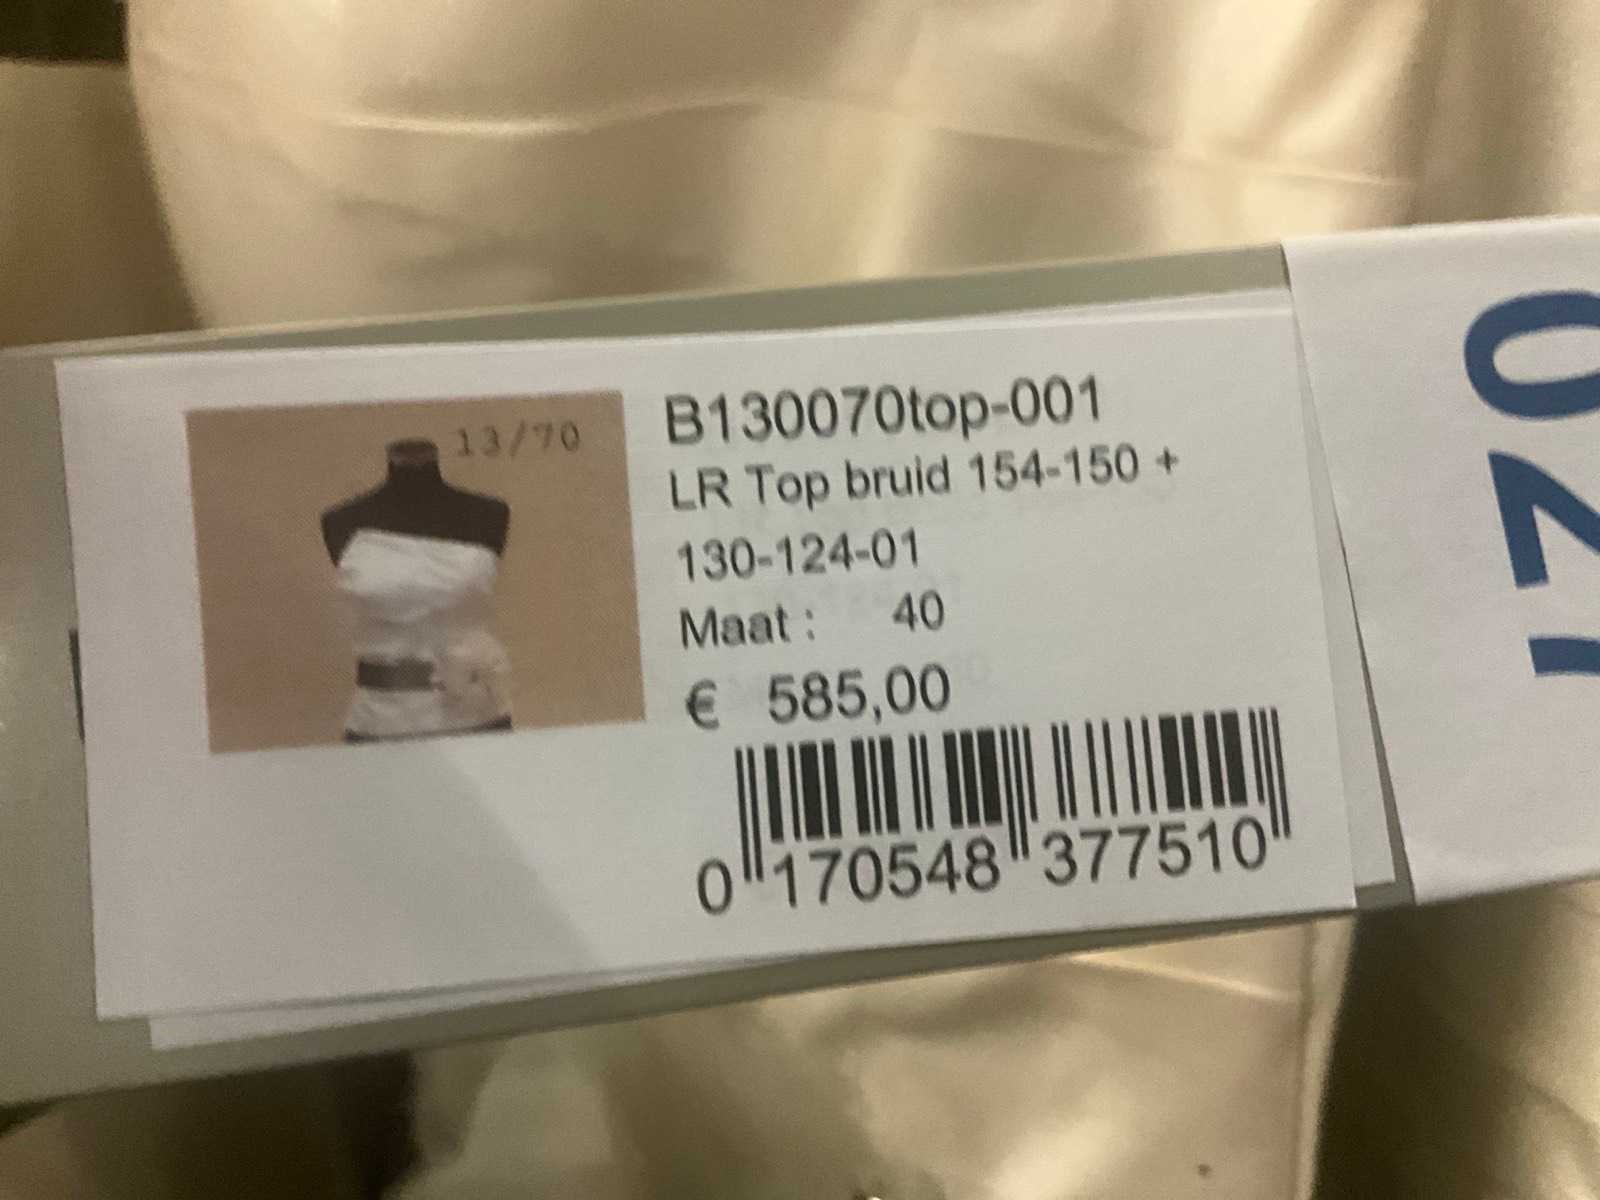 13/70
B130070top-001
LR Top bruid 154-150 +
130-124-01
Maat : 40
€ 585,00
0 170548 377510
027